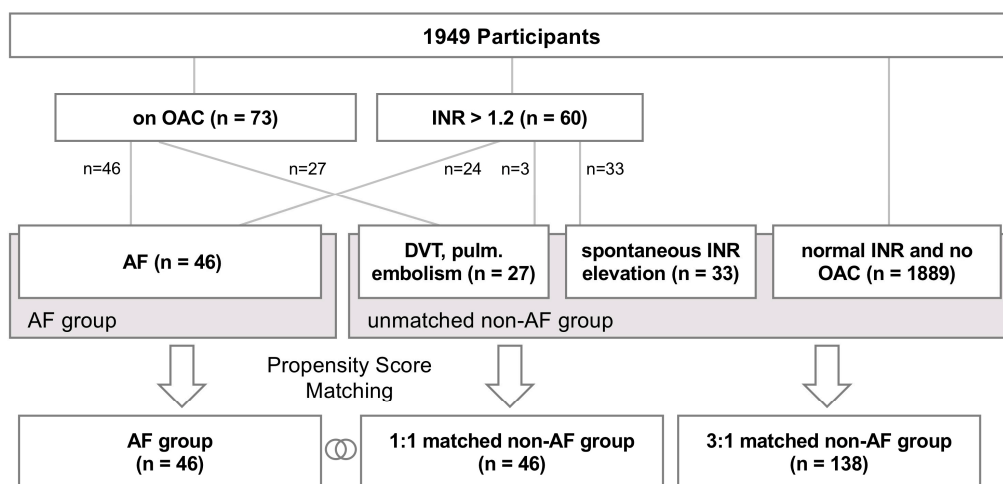 1949 Participants
on OAC (n = 73)
INR > 1.2 (n = 60)
n=46
n=27
n=24
n=3
n=33
AF (n = 46)
DVT, pulm.
embolism (n = 27)
spontaneous INR
elevation (n = 33)
normal INR and no
OAC (n = 1889)
AF group
unmatched non-AF group
Propensity Score
Matching
AF group
(n = 46)
1:1 matched non-AF group
(n = 46)
3:1 matched non-AF group
(n = 138)